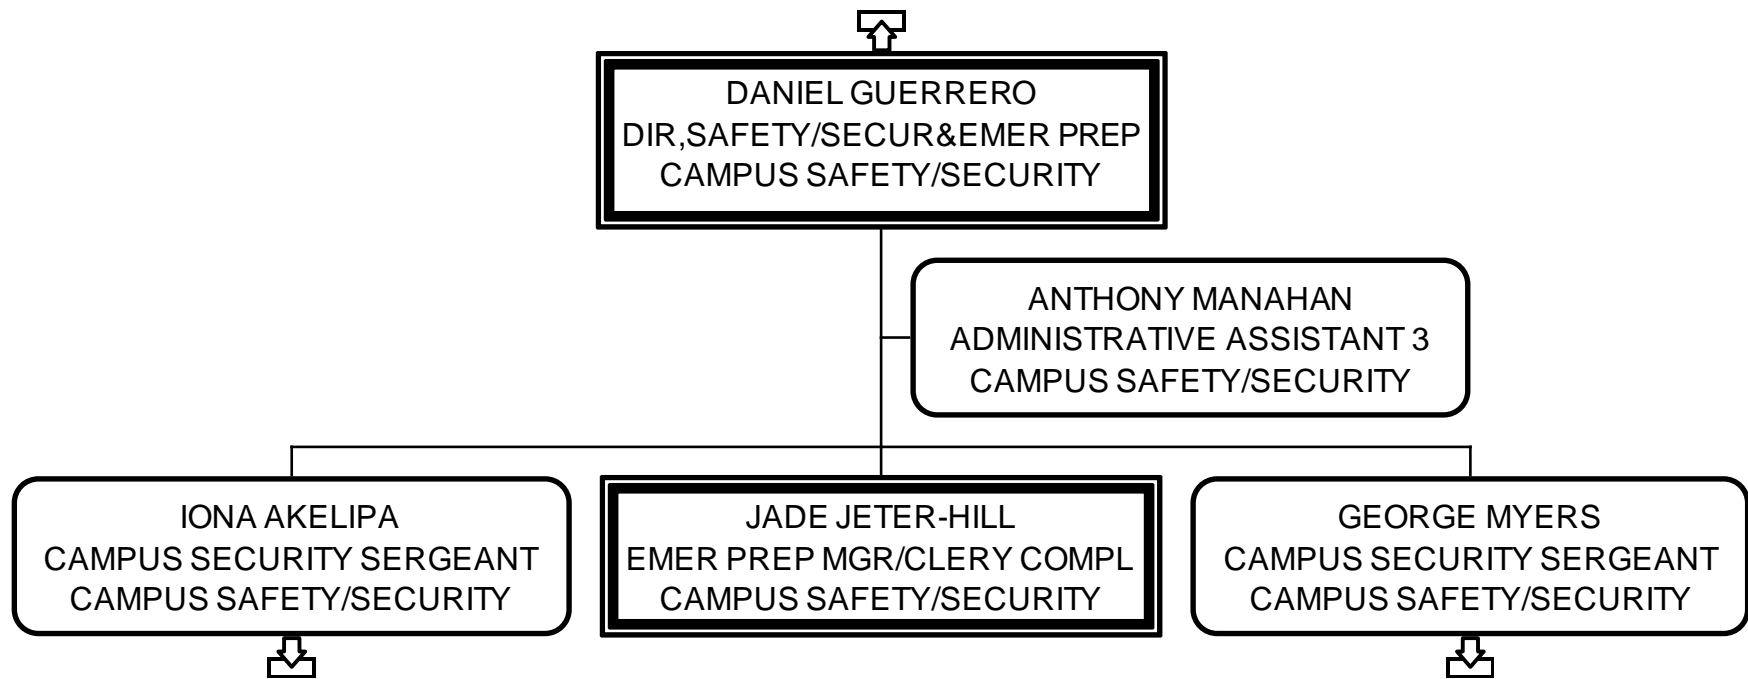 DANIEL GUERRERO
DIR,SAFETY/SECUR&EMER PREP
CAMPUS SAFETY/SECURITY
ANTHONY MANAHAN
ADMINISTRATIVE ASSISTANT 3
CAMPUS SAFETY/SECURITY
IONA AKELIPA
CAMPUS SECURITY SERGEANT
CAMPUS SAFETY/SECURITY
JADE JETER-HILL
EMER PREP MGR/CLERY COMPL
CAMPUS SAFETY/SECURITY
GEORGE MYERS
CAMPUS SECURITY SERGEANT
CAMPUS SAFETY/SECURITY